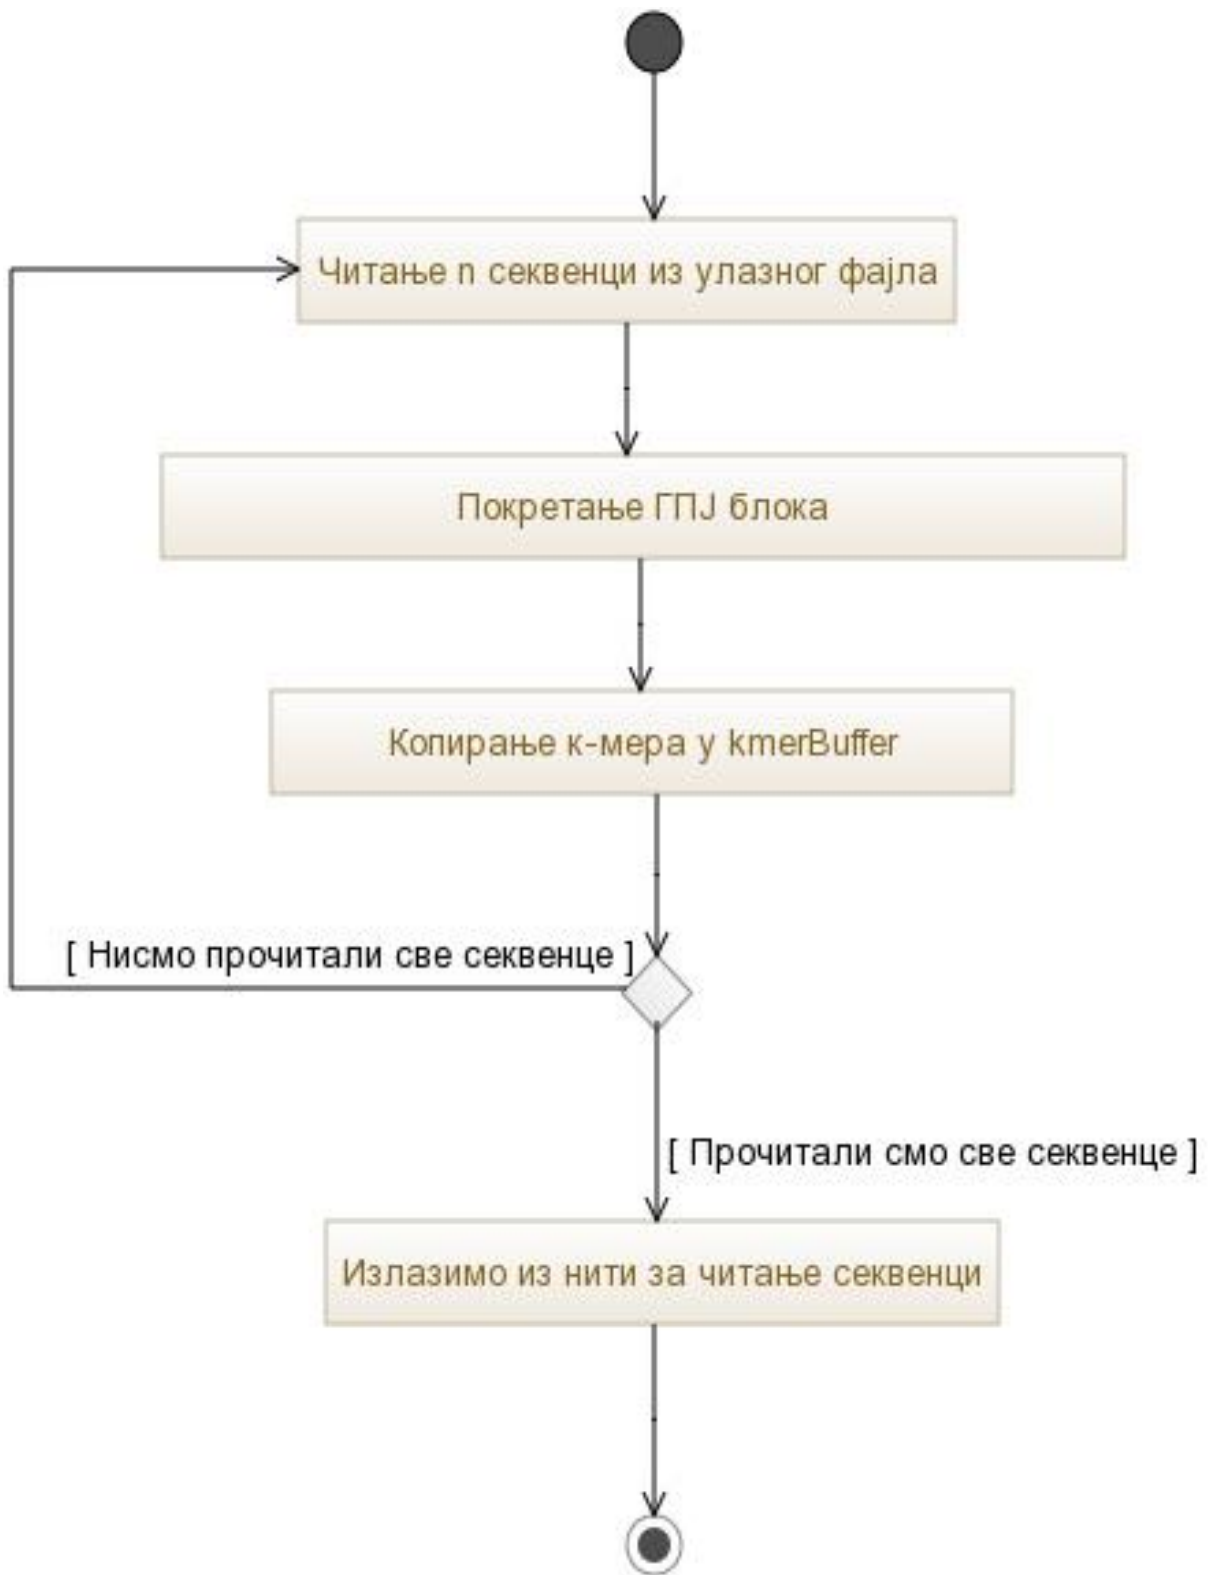 Читање n секвенци из улазног фајла
Покретање ГПЈ блока
Копирање к-мера у kmerBuffer
[ Нисмо прочитали све секвенце ]
[ Прочитали смо све секвенце ]
Излазимо из нити за читање секвенци